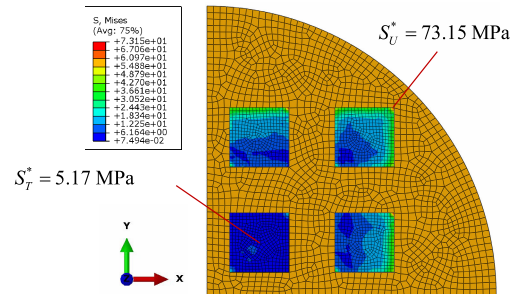 S, Mises
(Avg: 75%)
+7.315e+01
+6.706e+01
+6.097e+01
+5.488e+01
+4.879e+01
+4.270e+01
+3.661e+01
+3.052e+01
+2.443e+01
+1.834e+01
+1.225e+01
+6.164e+00
+7.494e-02
S*U = 73.15 MPa
S*T = 5.17 MPa
Y
X